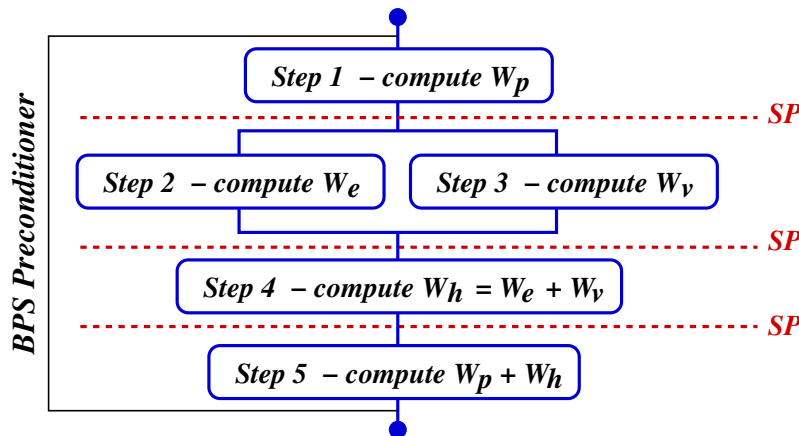 BPS Preconditioner
Step 1 – compute Wp
SP
Step 2 – compute We
Step 3 – compute Wv
SP
Step 4 – compute Wh = We + Wv
SP
Step 5 – compute Wp + Wh